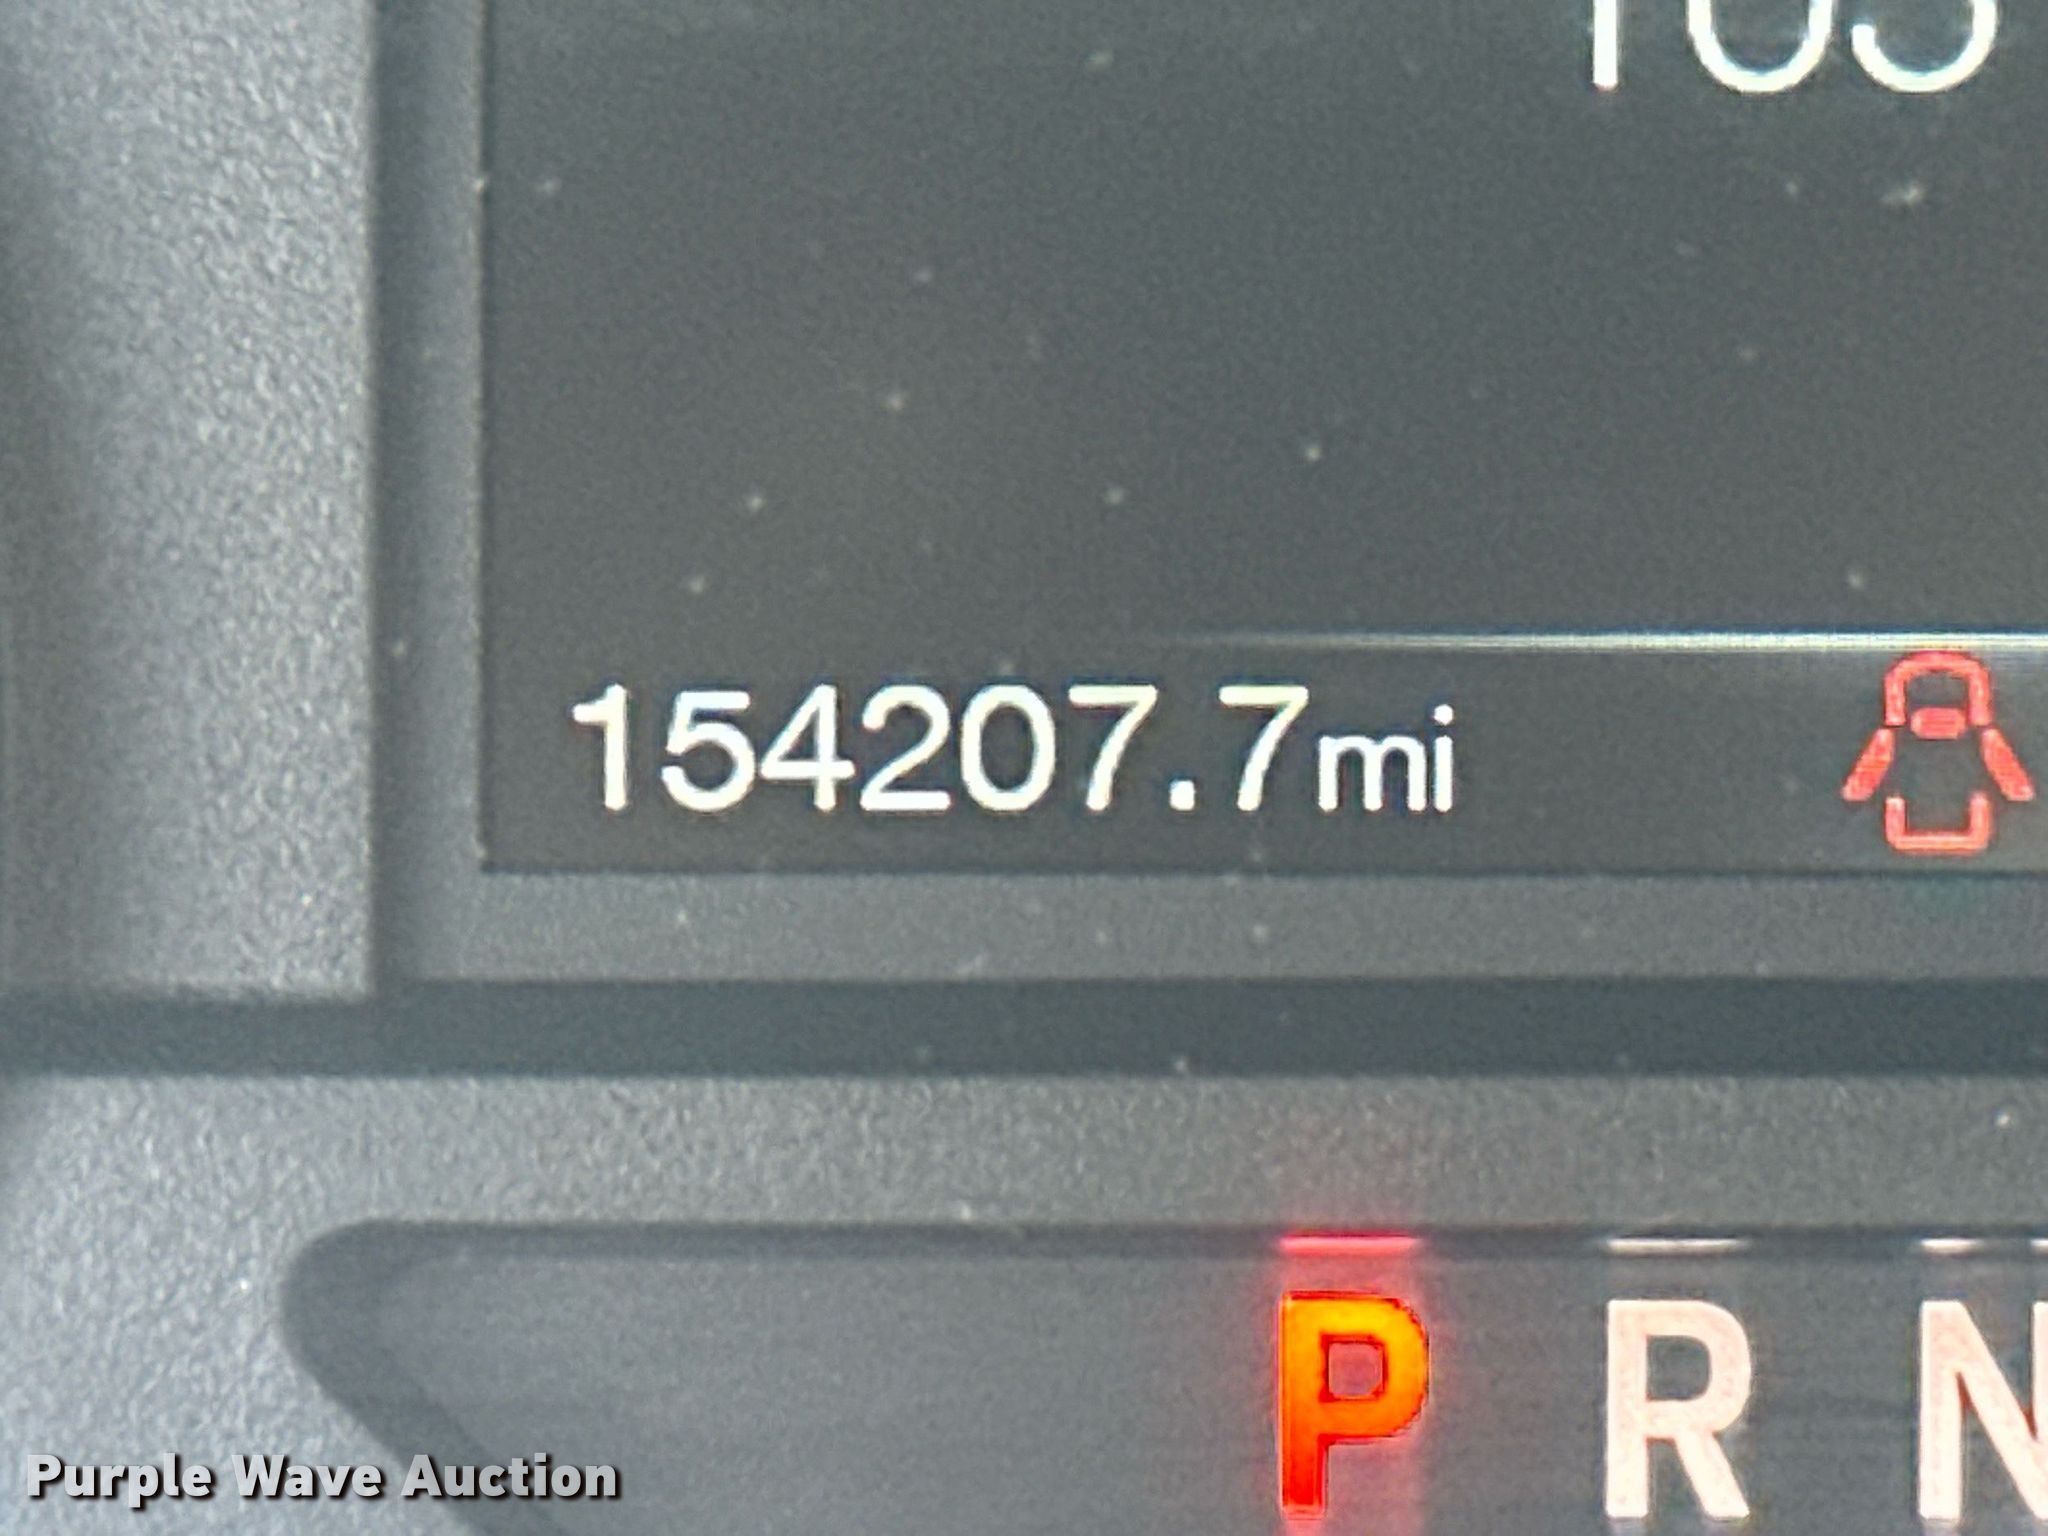 154207.7mi
P R N
Purple Wave Auction